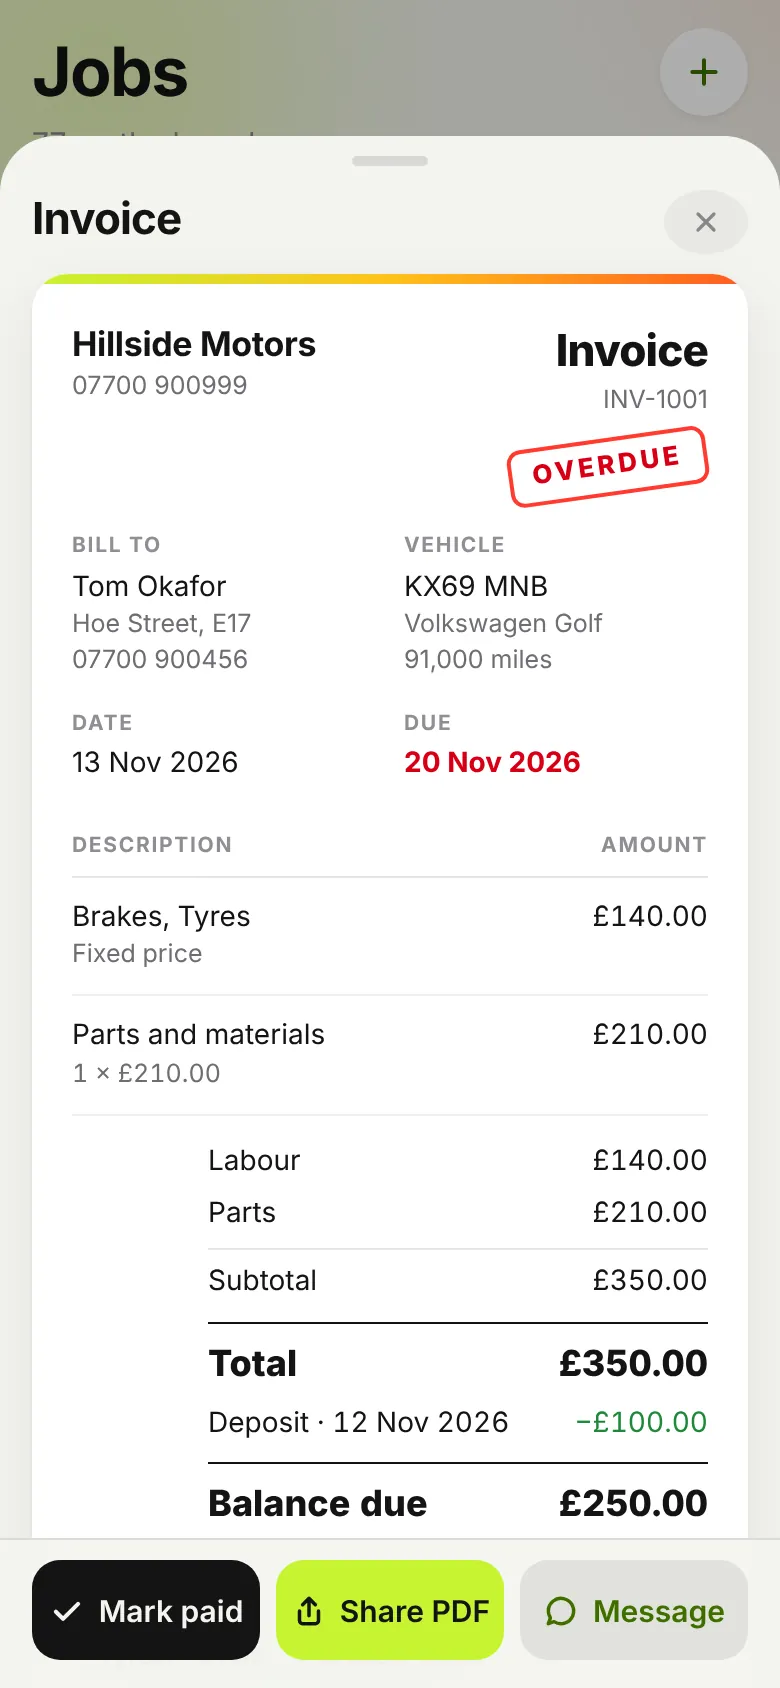 Jobs
Invoice
Hillside Motors
07700 900999
Invoice
INV-1001
OVERDUE
BILL TO
Tom Okafor
Hoe Street, E17
07700 900456
VEHICLE
KX69 MNB
Volkswagen Golf
91,000 miles
DATE
13 Nov 2026
DUE
20 Nov 2026
DESCRIPTION AMOUNT
Brakes, Tyres £140.00
Fixed price
Parts and materials £210.00
1 × £210.00
Labour £140.00
Parts £210.00
Subtotal £350.00
Total £350.00
Deposit · 12 Nov 2026 −£100.00
Balance due £250.00
Mark paid
Share PDF
Message